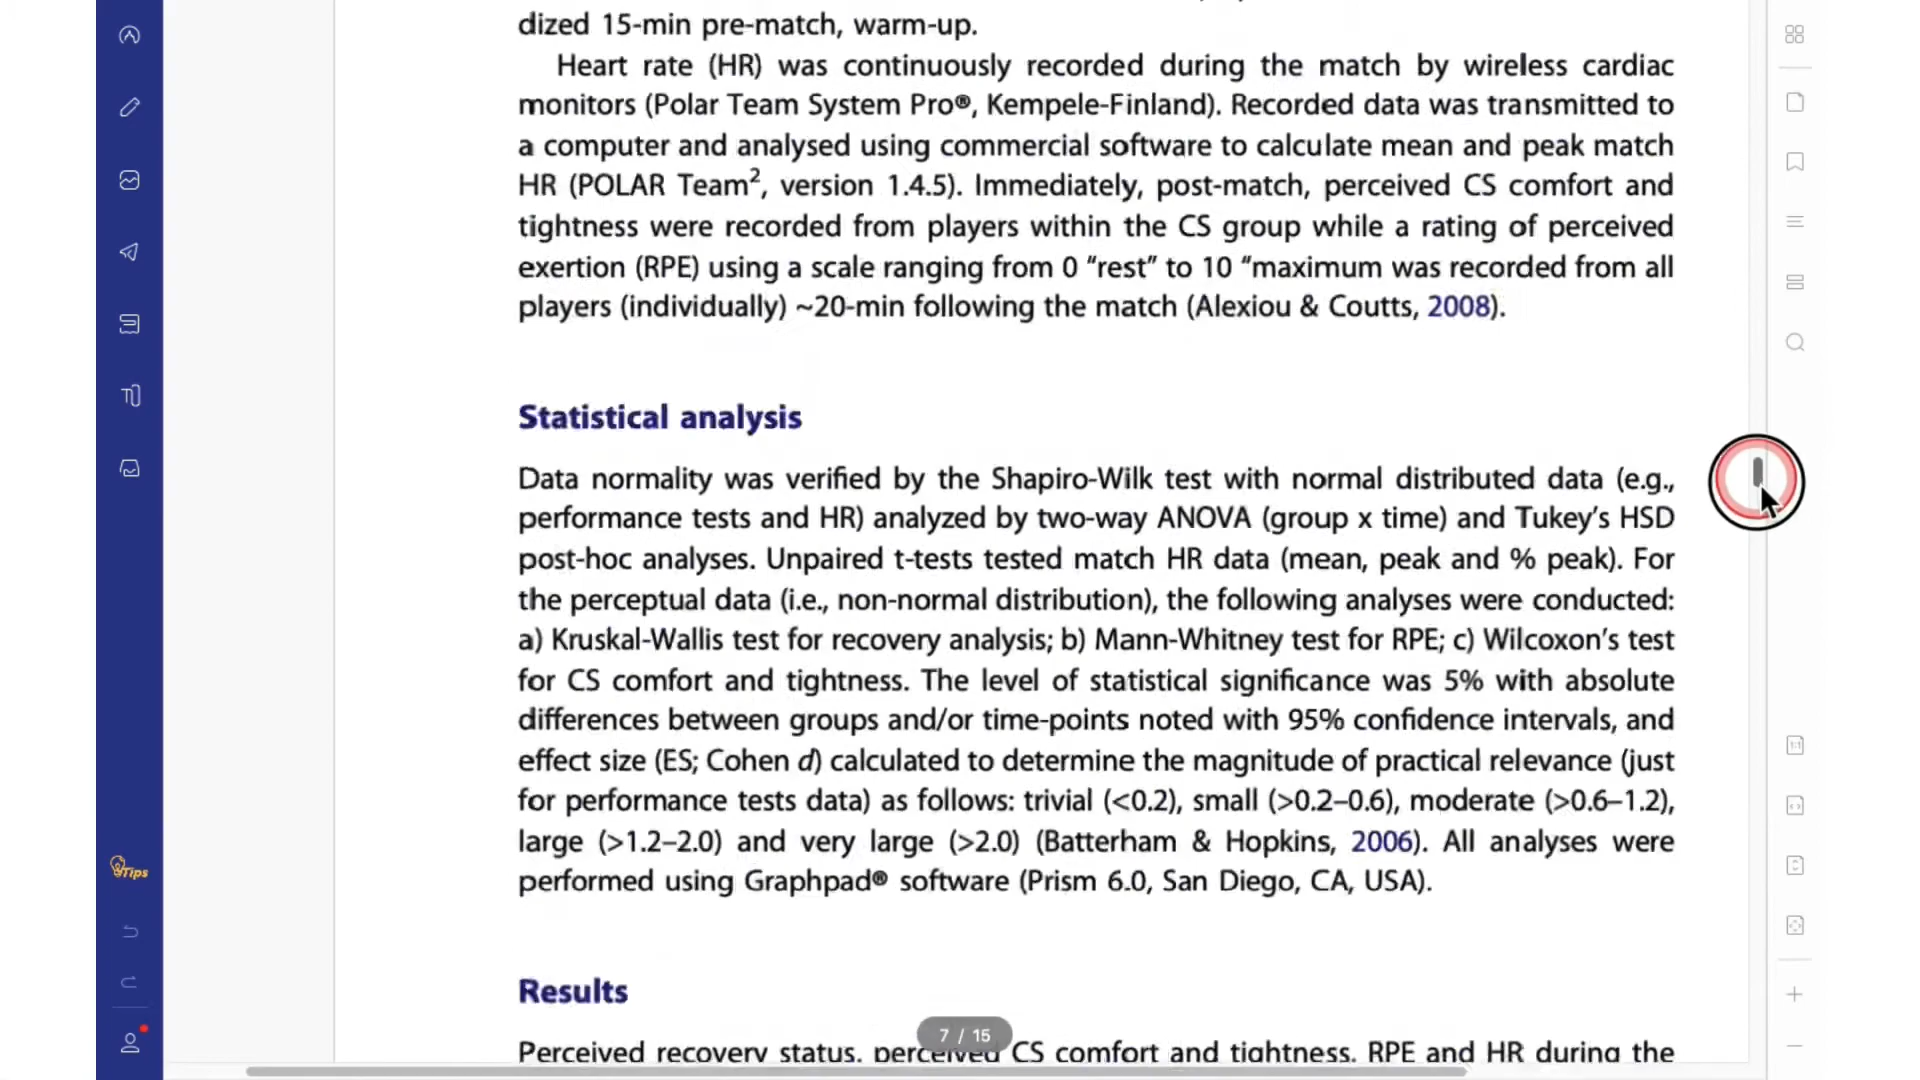 dized 15-min pre-match, warm-up.
Heart rate (HR) was continuously recorded during the match by wireless cardiac
monitors (Polar Team System Pro®, Kempele-Finland). Recorded data was transmitted to
a computer and analysed using commercial software to calculate mean and peak match
HR (POLAR Team², version 1.4.5). Immediately, post-match, perceived CS comfort and
tightness were recorded from players within the CS group while a rating of perceived
exertion (RPE) using a scale ranging from 0 “rest” to 10 “maximum was recorded from all
players (individually) ~20-min following the match (Alexiou & Coutts, 2008).
Statistical analysis
Data normality was verified by the Shapiro-Wilk test with normal distributed data (e.g.,
performance tests and HR) analyzed by two-way ANOVA (group x time) and Tukey’s HSD
post-hoc analyses. Unpaired t-tests tested match HR data (mean, peak and % peak). For
the perceptual data (i.e., non-normal distribution), the following analyses were conducted:
a) Kruskal-Wallis test for recovery analysis; b) Mann-Whitney test for RPE; c) Wilcoxon’s test
for CS comfort and tightness. The level of statistical significance was 5% with absolute
differences between groups and/or time-points noted with 95% confidence intervals, and
effect size (ES; Cohen d) calculated to determine the magnitude of practical relevance (just
for performance tests data) as follows: trivial (<0.2), small (>0.2–0.6), moderate (>0.6–1.2),
large (>1.2–2.0) and very large (>2.0) (Batterham & Hopkins, 2006). All analyses were
performed using Graphpad® software (Prism 6.0, San Diego, CA, USA).
Results
Perceived recovery status, perceived CS comfort and tightness, RPE and HR during the
7 / 15
Tips
1:1